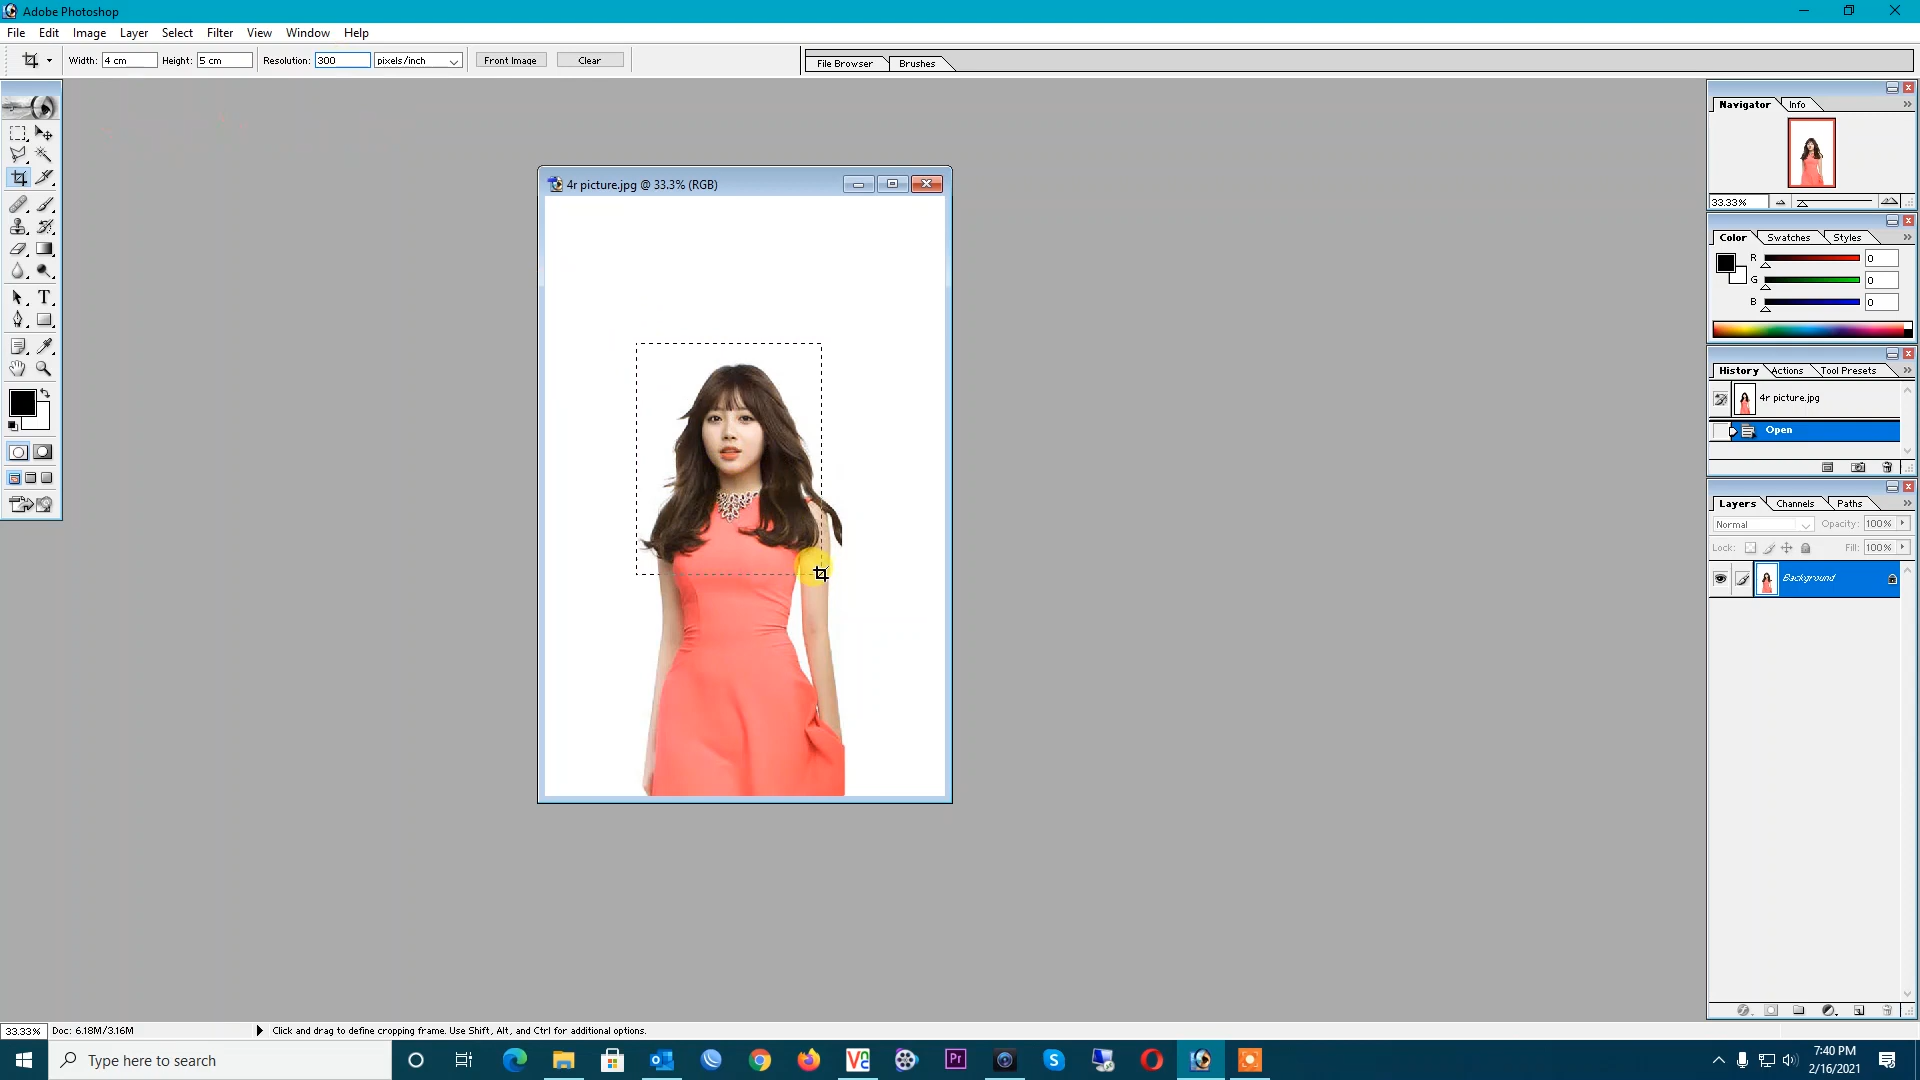 Adobe Photoshop
File Edit Image Layer Select Filter View Window Help
Width: 4 cm Height: 5 cm Resolution: 300 pixels/inch Front Image Clear File Browser Brushes
Navigator Info
4r picture.jpg @ 33.3% (RGB)
33.33%
Color Swatches Styles
R 0
G 0
B 0
T
History Actions Tool Presets
4r picture.jpg
Open
Layers Channels Paths
Normal Opacity: 100%
Lock: Fill: 100%
Background
33.33% Doc: 6.18M/3.16M Click and drag to define cropping frame. Use Shift, Alt, and Ctrl for additional options.
Type here to search
Pr
7:40 PM
2/16/2021